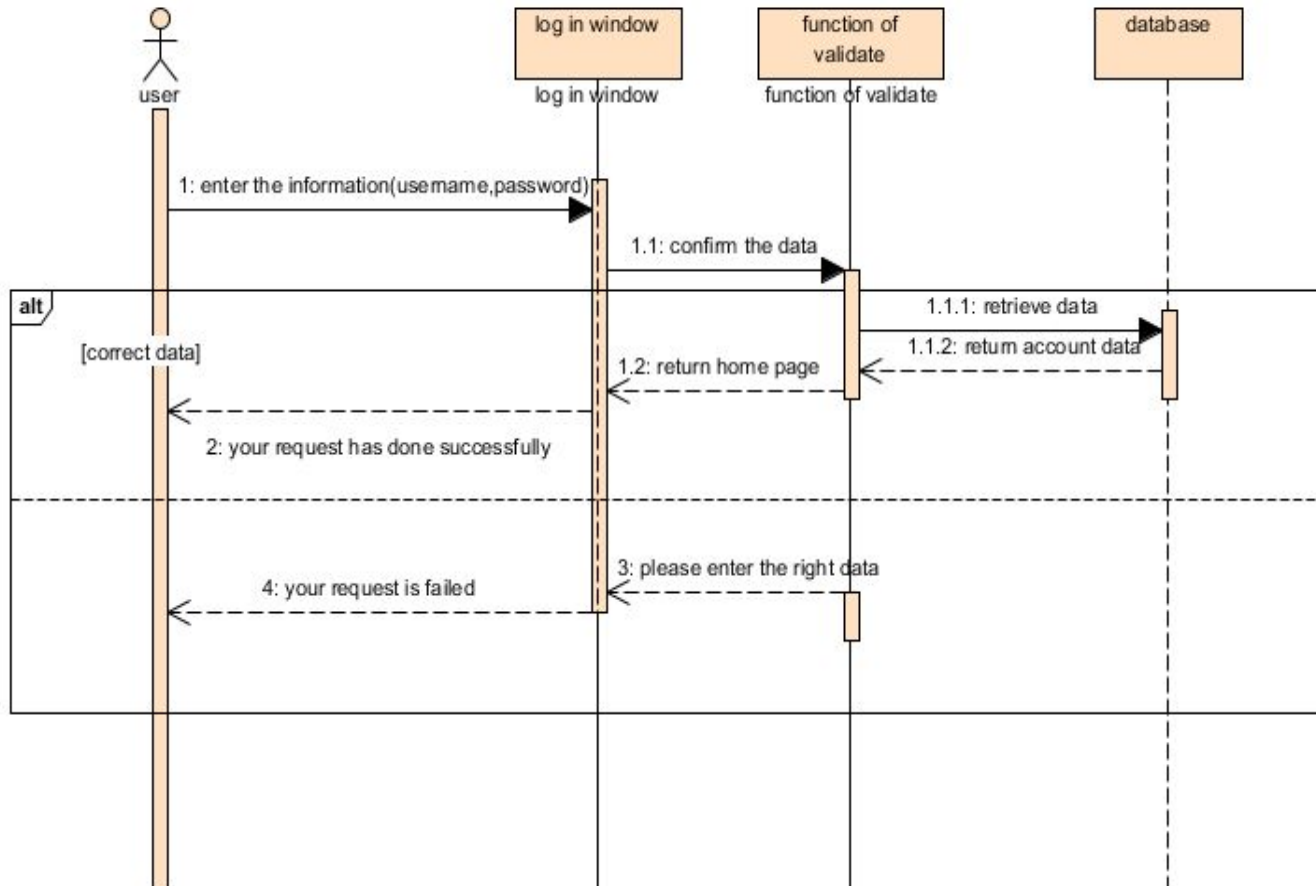 log in window
function of
validate
database
user
log in window
function of validate
1: enter the information(username,password)
1.1: confirm the data
alt
1.1.1: retrieve data
[correct data]
1.1.2: return account data
1.2: return home page
2: your request has done successfully
3: please enter the right data
4: your request is failed